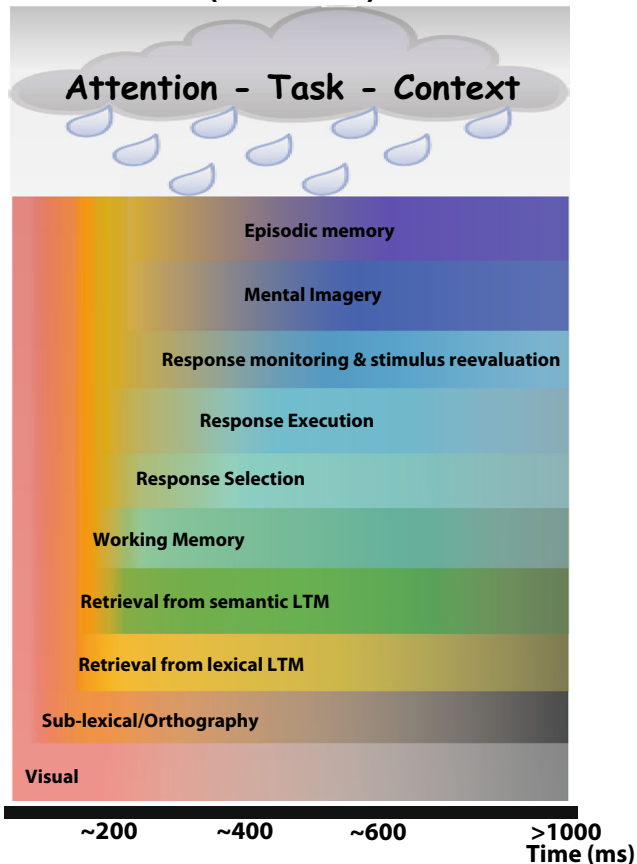 Attention - Task - Context
Episodic memory
Mental Imagery
Response monitoring & stimulus reevaluation
Response Execution
Response Selection
Working Memory
Retrieval from semantic LTM
Retrieval from lexical LTM
Sub-lexical/Orthography
Visual
~200 ~400 ~600 >1000
Time (ms)